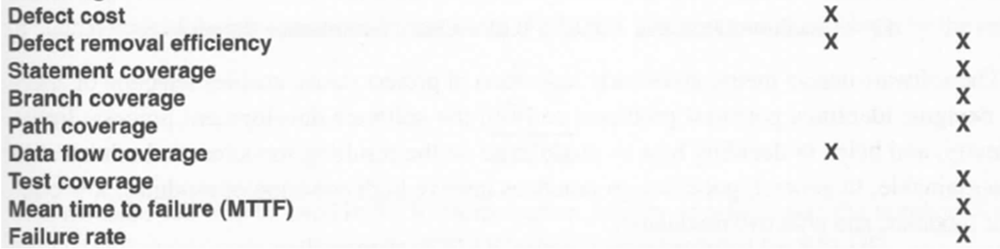 Defect cost X
Defect removal efficiency X X
Statement coverage X
Branch coverage X
Path coverage X
Data flow coverage X
Test coverage X
Mean time to failure (MTTF) X
Failure rate X